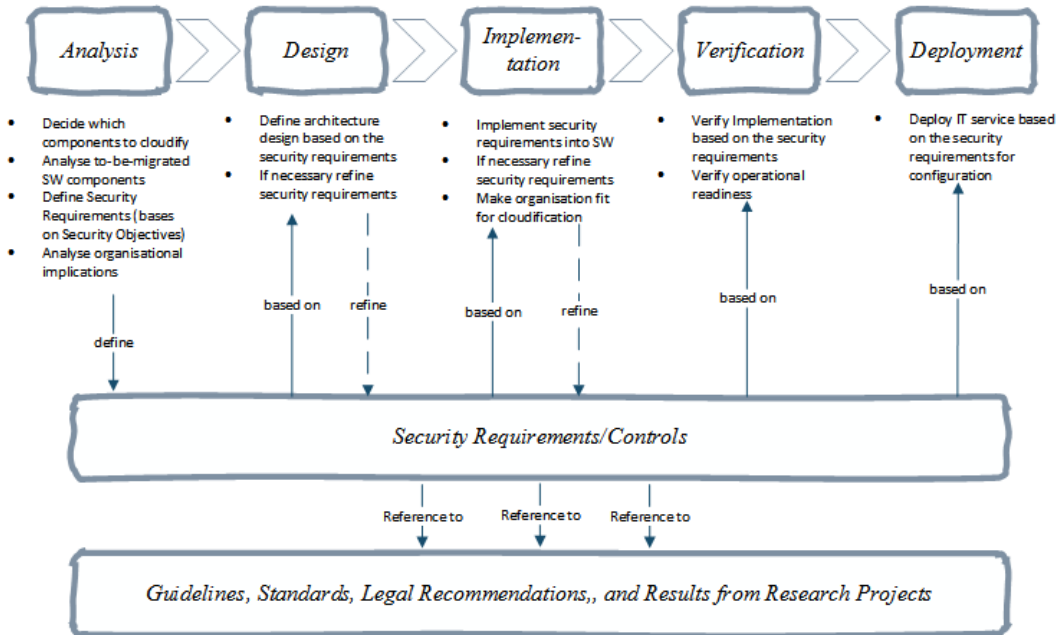 Analysis
Design
Implemen-
tation
Verification
Deployment
• Decide which
components to cloudify
• Analyse to-be-migrated
SW components
• Define Security
Requirements (bases
on Security Objectives)
• Analyse organisational
implications
• Define architecture
design based on the
security requirements
• If necessary refine
security requirements
• Implement security
requirements into SW
• If necessary refine
security requirements
• Make organisation fit
for cloudification
• Verify Implementation
based on the security
requirements
• Verify operational
readiness
• Deploy IT service based
on the security
requirements for
configuration
define
based on
refine
based on
refine
based on
based on
Security Requirements/Controls
Reference to
Reference to
Reference to
Guidelines, Standards, Legal Recommendations,, and Results from Research Projects